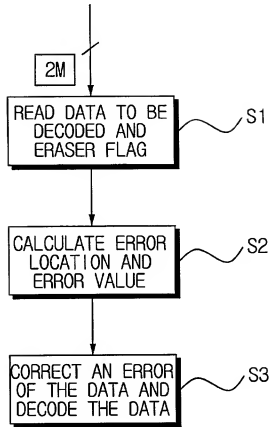 2M
READ DATA TO BE
DECODED AND
ERASER FLAG
S1
CALCULATE ERROR
LOCATION AND
ERROR VALUE
S2
CORRECT AN ERROR
OF THE DATA AND
DECODE THE DATA
S3